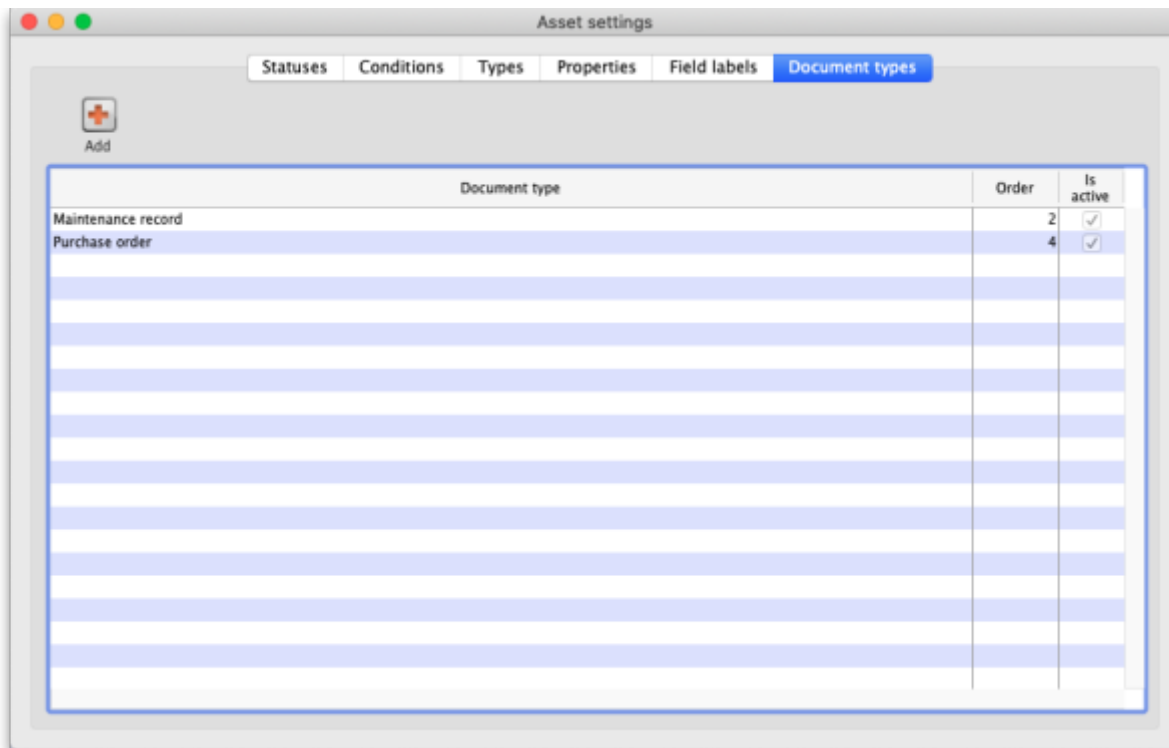 Asset settings
Statuses Conditions Types Properties Field labels Document types
Add
Document type Order Is active
Maintenance record 2
Purchase order 4